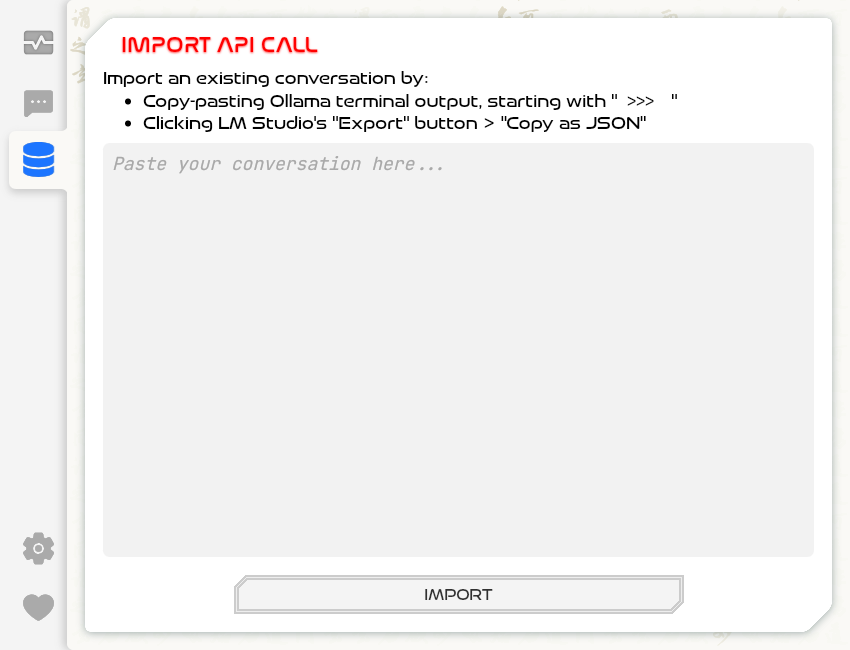 IMPORT API CALL
Import an existing conversation by:
• Copy-pasting Ollama terminal output, starting with " >>> "
• Clicking LM Studio's "Export" button > "Copy as JSON"
Paste your conversation here...
IMPORT